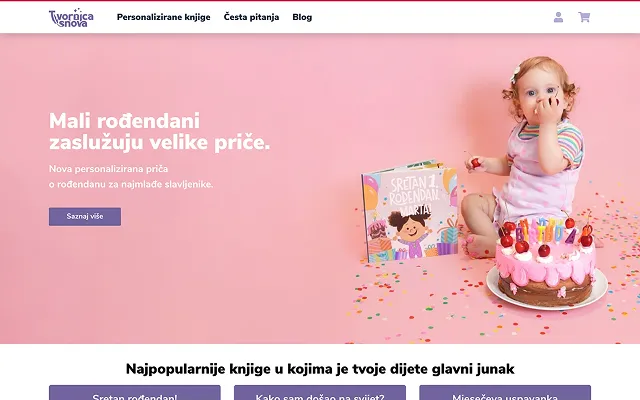 Tvornica
snova
Personalizirane knjige
Česta pitanja
Blog
Mali rođendani
zaslužuju velike priče.
Nova personalizirana priča
o rođendanu za najmlađe slavljenike.
Saznaj više
SRETAN 1.
ROĐENDAN,
MARTA!
Najpopularnije knjige u kojima je tvoje dijete glavni junak
Sretan rođendan!
Kako sam došao na svijet?
Mjesečeva uspavanka